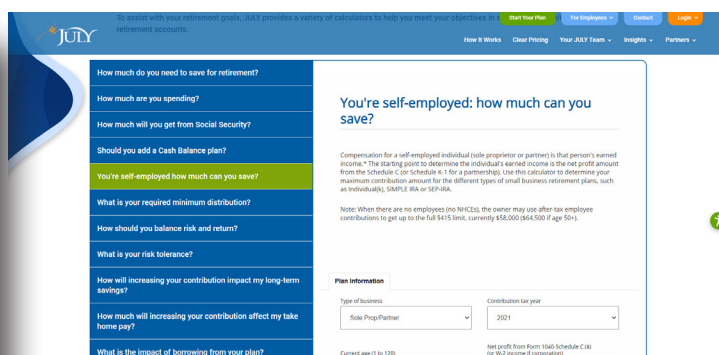 To assist with your retirement goals, JULY provides a variety of calculators to help you meet your objectives in s
retirement accounts.
Start Your Plan
For Employees
Contact
Login
JULY
How It Works
Clear Pricing
Your JULY Team
Insights
Partners
How much do you need to save for retirement?
How much are you spending?
How much will you get from Social Security?
Should you add a Cash Balance plan?
You're self-employed how much can you save?
What is your required minimum distribution?
How should you balance risk and return?
What is your risk tolerance?
How will increasing your contribution impact my long-term
savings?
How much will increasing your contribution affect my take
home pay?
What is the impact of borrowing from your plan?
You're self-employed: how much can you
save?
Compensation for a self-employed individual (sole proprietor or partner) is that person's earned
income.* The starting point to determine the individual's earned income is the net profit amount
from the Schedule C (or Schedule K-1 for a partnership). Use this calculator to determine your
maximum contribution amount for the different types of small business retirement plans, such
as Individual(k), SIMPLE IRA or SEP-IRA.
Note: When there are no employees (no NHCEs), the owner may use after-tax employee
contributions to get up to the full §415 limit, currently $58,000 ($64,500 if age 50+).
Plan Information
Type of business
Sole Prop/Partner
Contribution tax year
2021
Current age (1 to 120)
Net profit from Form 1040-Schedule C ($)
(or W-2 income if corporation)